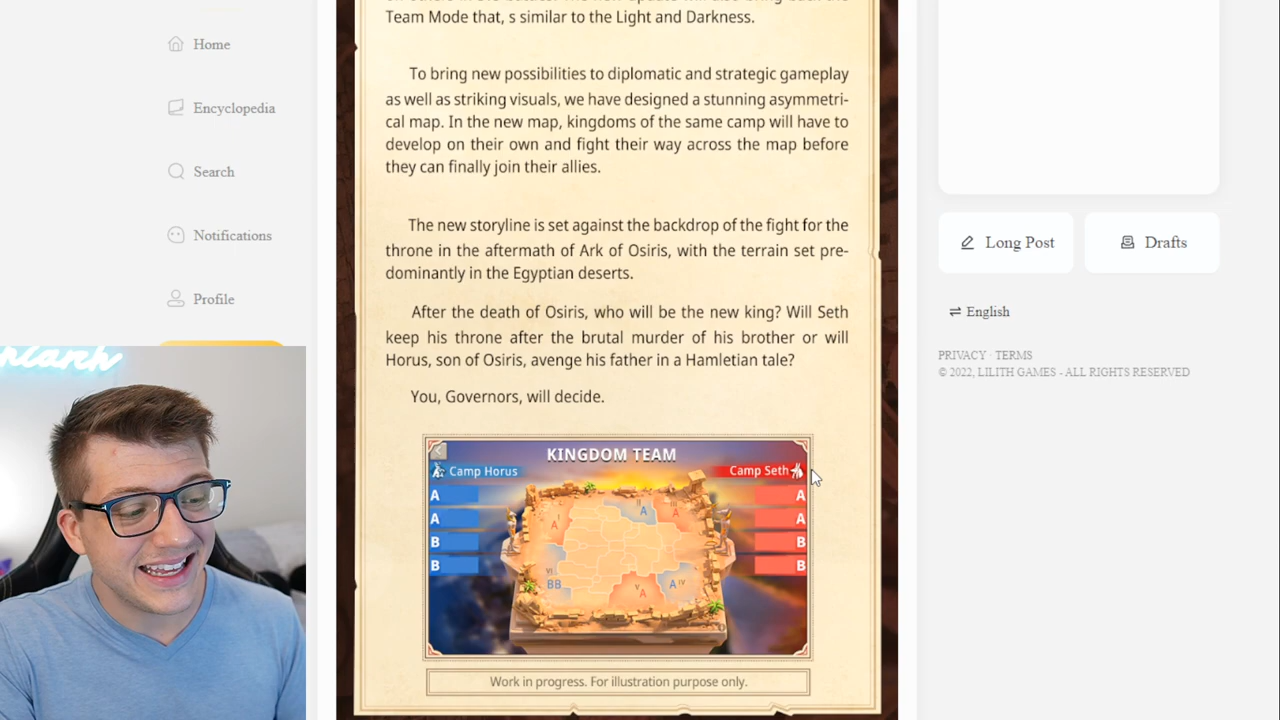 Home
Encyclopedia
Search
Notifications
Profile
Team Mode that, s similar to the Light and Darkness.
To bring new possibilities to diplomatic and strategic gameplay
as well as striking visuals, we have designed a stunning asymmetri-
cal map. In the new map, kingdoms of the same camp will have to
develop on their own and fight their way across the map before
they can finally join their allies.
The new storyline is set against the backdrop of the fight for the
throne in the aftermath of Ark of Osiris, with the terrain set pre-
dominantly in the Egyptian deserts.
After the death of Osiris, who will be the new king? Will Seth
keep his throne after the brutal murder of his brother or will
Horus, son of Osiris, avenge his father in a Hamletian tale?
You, Governors, will decide.
KINGDOM TEAM
Camp Horus
A
A
B
B
Camp Seth
A
A
B
B
A I
A II
A III
VI BB
V A
A IV
Work in progress. For illustration purpose only.
Long Post
Drafts
English
PRIVACY · TERMS
© 2022, LILITH GAMES - ALL RIGHTS RESERVED